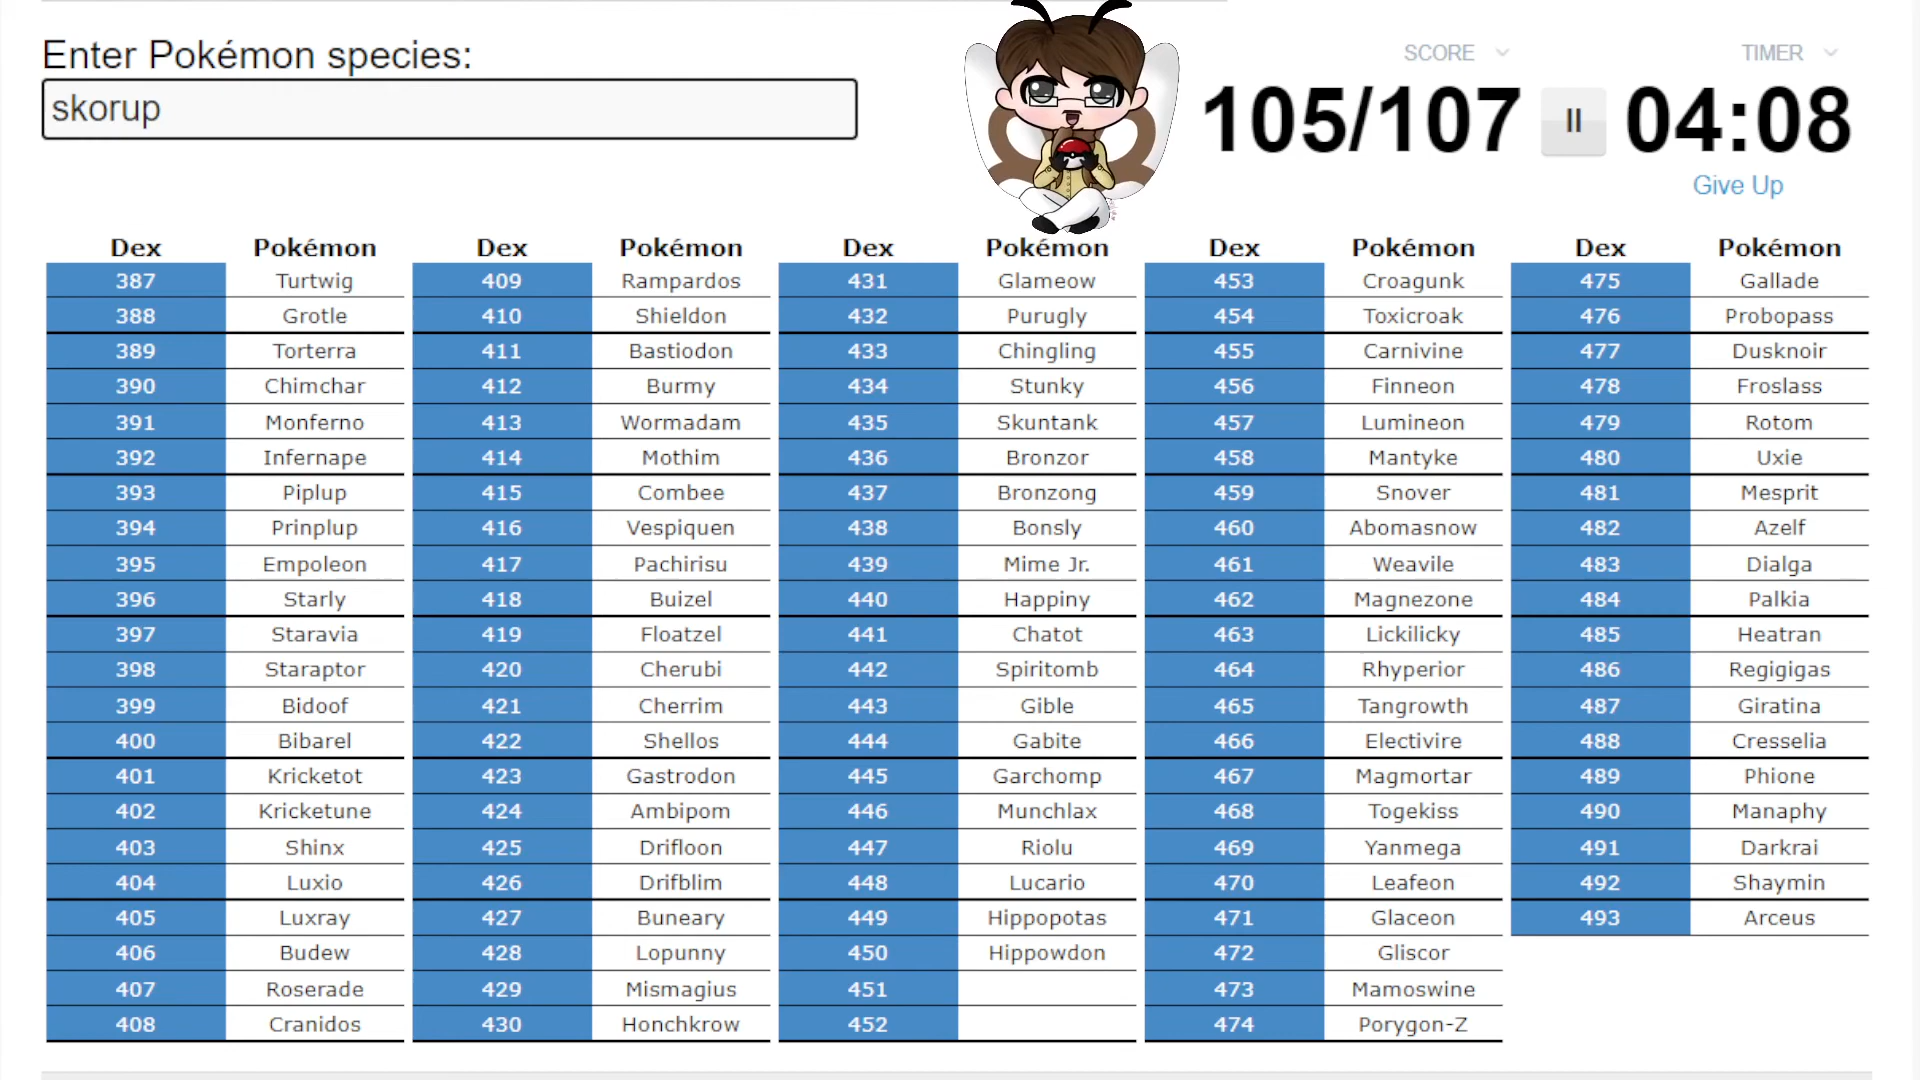 Enter Pokémon species:
skorup
SCORE
TIMER
105/107
04:08
Give Up
Dex Pokémon Dex Pokémon Dex Pokémon Dex Pokémon Dex Pokémon
387 Turtwig 409 Rampardos 431 Glameow 453 Croagunk 475 Gallade
388 Grotle 410 Shieldon 432 Purugly 454 Toxicroak 476 Probopass
389 Torterra 411 Bastiodon 433 Chingling 455 Carnivine 477 Dusknoir
390 Chimchar 412 Burmy 434 Stunky 456 Finneon 478 Froslass
391 Monferno 413 Wormadam 435 Skuntank 457 Lumineon 479 Rotom
392 Infernape 414 Mothim 436 Bronzor 458 Mantyke 480 Uxie
393 Piplup 415 Combee 437 Bronzong 459 Snover 481 Mesprit
394 Prinplup 416 Vespiquen 438 Bonsly 460 Abomasnow 482 Azelf
395 Empoleon 417 Pachirisu 439 Mime Jr. 461 Weavile 483 Dialga
396 Starly 418 Buizel 440 Happiny 462 Magnezone 484 Palkia
397 Staravia 419 Floatzel 441 Chatot 463 Lickilicky 485 Heatran
398 Staraptor 420 Cherubi 442 Spiritomb 464 Rhyperior 486 Regigigas
399 Bidoof 421 Cherrim 443 Gible 465 Tangrowth 487 Giratina
400 Bibarel 422 Shellos 444 Gabite 466 Electivire 488 Cresselia
401 Kricketot 423 Gastrodon 445 Garchomp 467 Magmortar 489 Phione
402 Kricketune 424 Ambipom 446 Munchlax 468 Togekiss 490 Manaphy
403 Shinx 425 Drifloon 447 Riolu 469 Yanmega 491 Darkrai
404 Luxio 426 Drifblim 448 Lucario 470 Leafeon 492 Shaymin
405 Luxray 427 Buneary 449 Hippopotas 471 Glaceon 493 Arceus
406 Budew 428 Lopunny 450 Hippowdon 472 Gliscor
407 Roserade 429 Mismagius 451 473 Mamoswine
408 Cranidos 430 Honchkrow 452 474 Porygon-Z